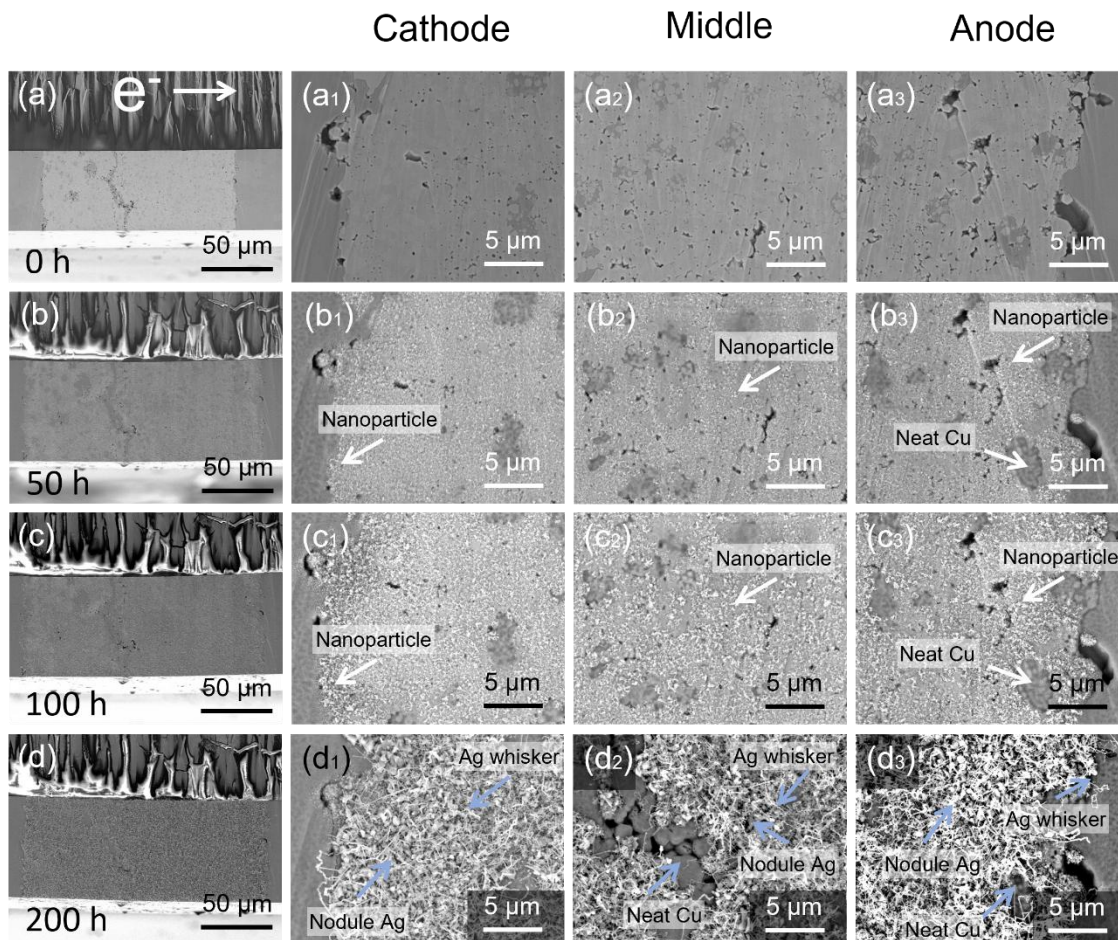 Cathode
Middle
Anode
(a)
e⁻
0 h
50 µm
(a₁)
5 µm
(a₂)
5 µm
(a₃)
5 µm
(b)
50 h
50 µm
(b₁)
Nanoparticle
5 µm
(b₂)
Nanoparticle
5 µm
(b₃)
Nanoparticle
Neat Cu
5 µm
(c)
100 h
50 µm
(c₁)
Nanoparticle
5 µm
(c₂)
Nanoparticle
5 µm
(c₃)
Nanoparticle
Neat Cu
5 µm
(d)
200 h
50 µm
(d₁)
Ag whisker
Nodule Ag
5 µm
(d₂)
Ag whisker
Nodule Ag
Neat Cu
5 µm
(d₃)
Ag whisker
Nodule Ag
Neat Cu
5 µm